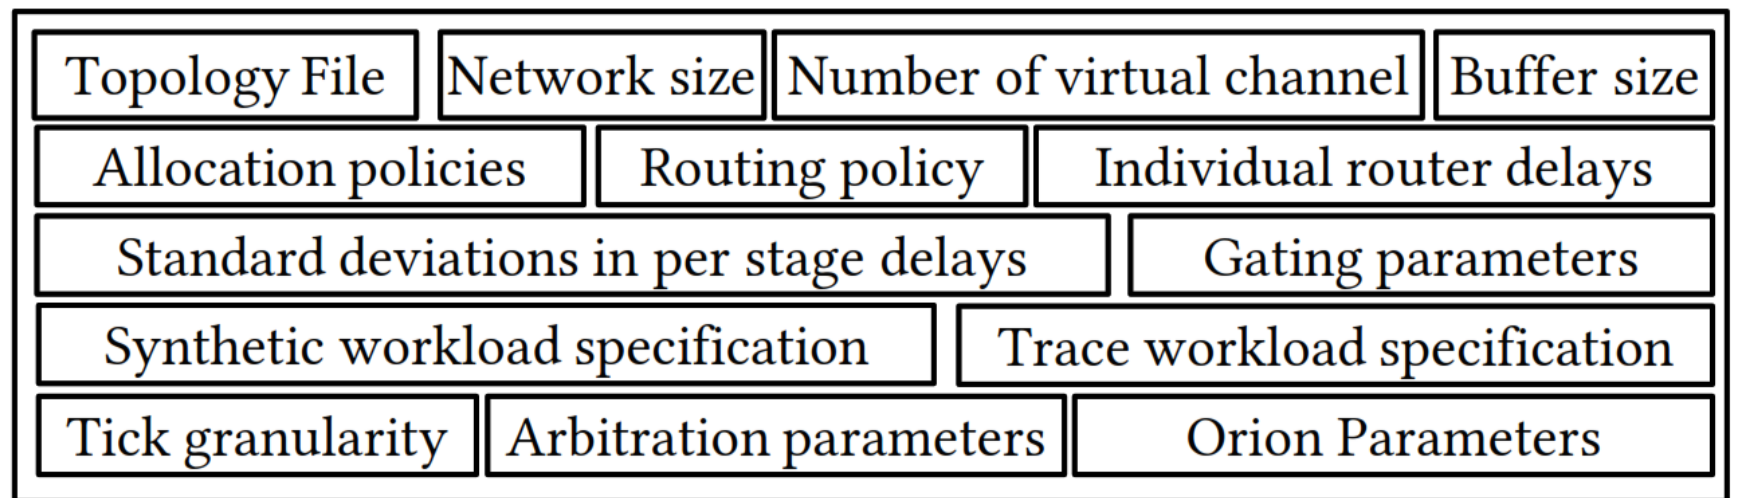 Topology File Network size Number of virtual channel Buffer size
Allocation policies Routing policy Individual router delays
Standard deviations in per stage delays Gating parameters
Synthetic workload specification Trace workload specification
Tick granularity Arbitration parameters Orion Parameters